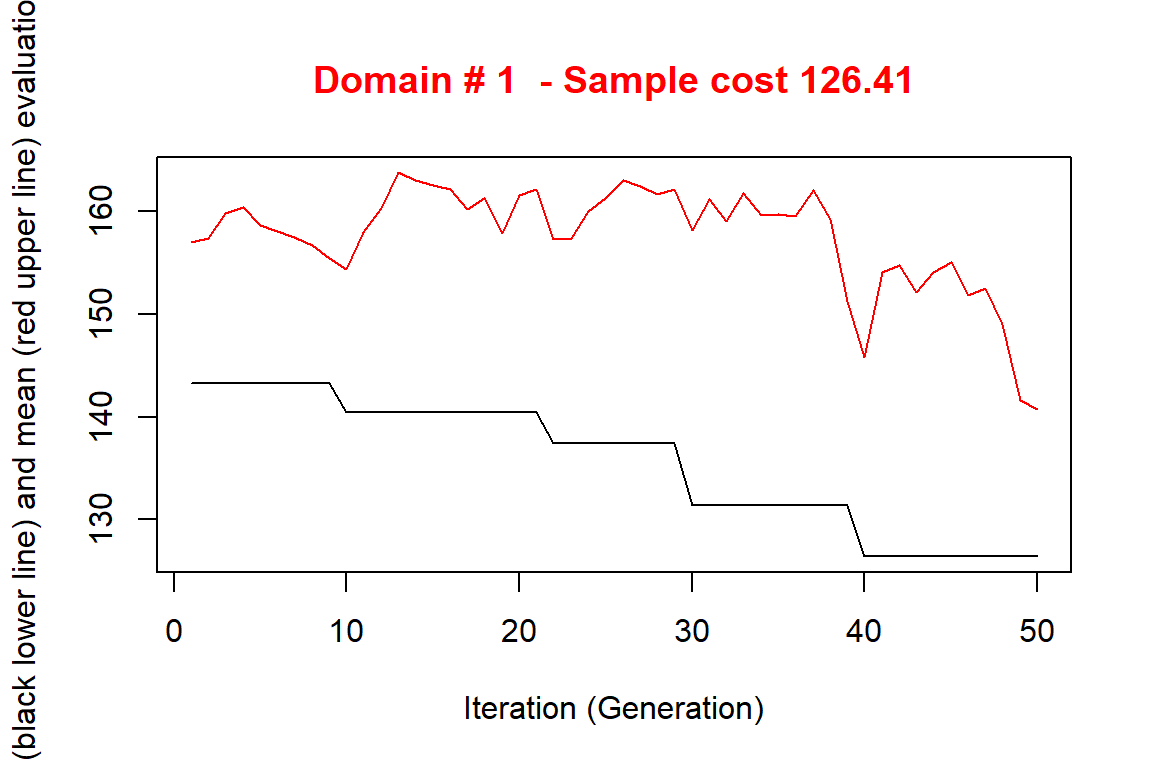 Domain # 1  - Sample cost 126.41
(black lower line) and mean (red upper line) evaluatio
160
150
140
130
0 10 20 30 40 50
Iteration (Generation)